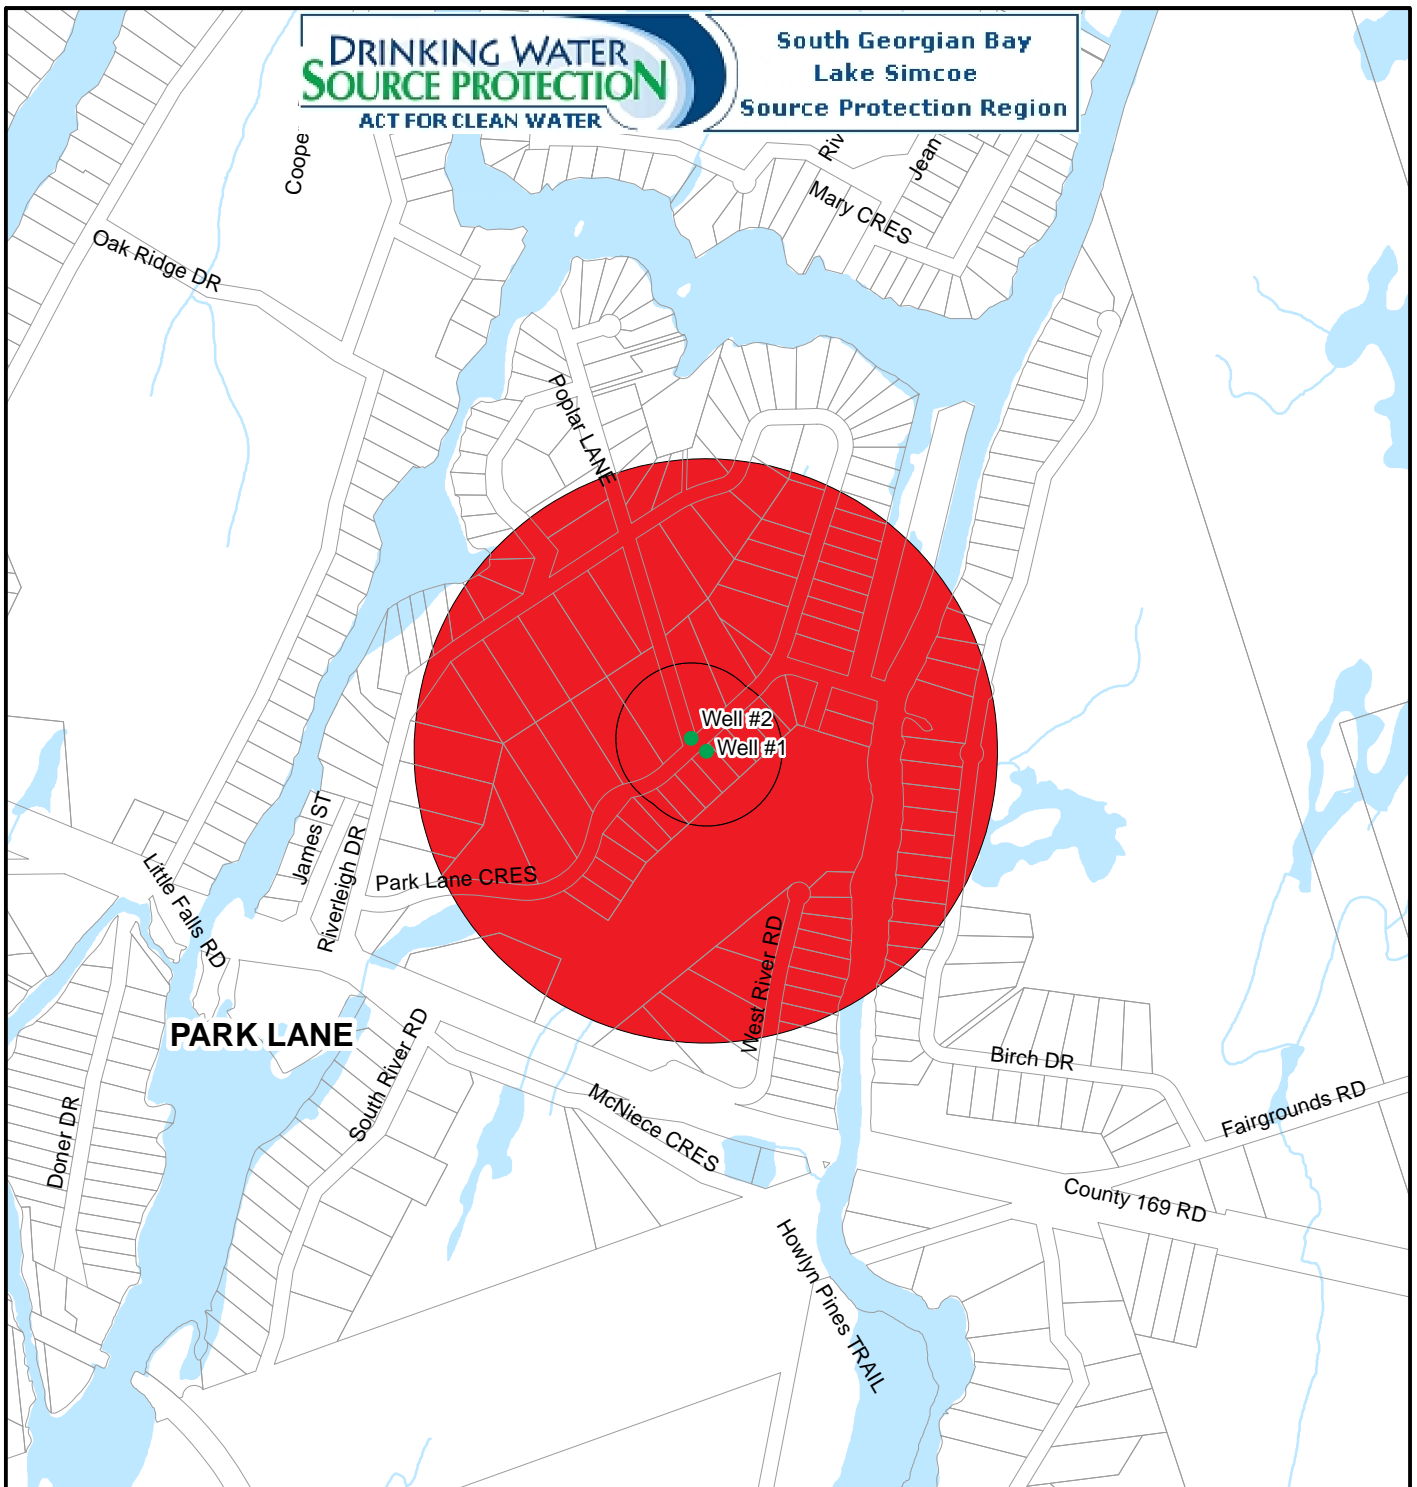 DRINKING WATER
SOURCE PROTECTION
ACT FOR CLEAN WATER
South Georgian Bay
Lake Simcoe
Source Protection Region
Coope
Riv
Jean
Mary CRES
Oak Ridge DR
Poplar LANE
Well #2
Well #1
James ST
Riverleigh DR
Park Lane CRES
Little Falls RD
West River RD
PARK LANE
South River RD
Birch DR
Fairgrounds RD
Doner DR
McNiece CRES
County 169 RD
Howlyn Pines TRAIL